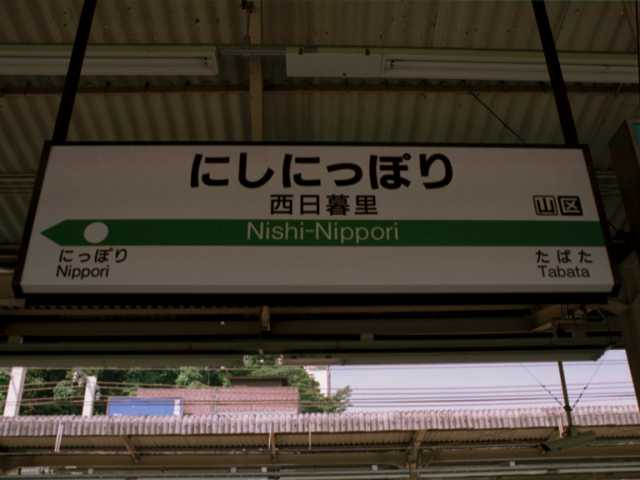 にしにっぽり
西日暮里
山 区
Nishi-Nippori
にっぽり
Nippori
たばた
Tabata